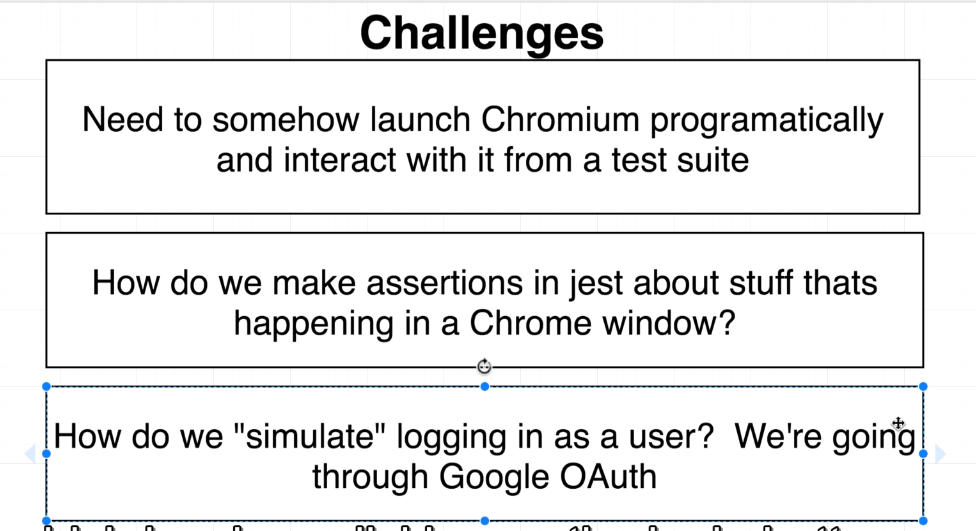 Challenges
Need to somehow launch Chromium programatically
and interact with it from a test suite
How do we make assertions in jest about stuff thats
happening in a Chrome window?
How do we "simulate" logging in as a user?  We're going
through Google OAuth